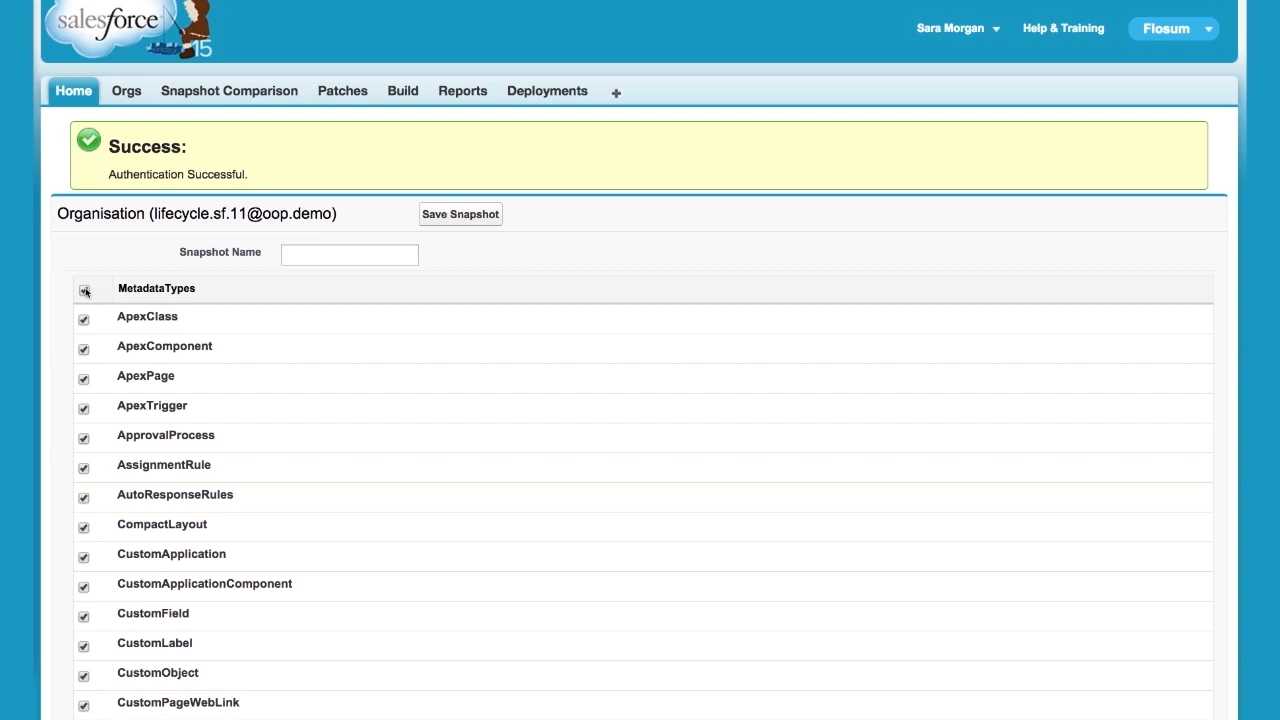 salesforce
15
Sara Morgan Help & Training Flosum
Home Orgs Snapshot Comparison Patches Build Reports Deployments +
Success:
Authentication Successful.
Organisation (lifecycle.sf.11@oop.demo) Save Snapshot
Snapshot Name
MetadataTypes
ApexClass
ApexComponent
ApexPage
ApexTrigger
ApprovalProcess
AssignmentRule
AutoResponseRules
CompactLayout
CustomApplication
CustomApplicationComponent
CustomField
CustomLabel
CustomObject
CustomPageWebLink